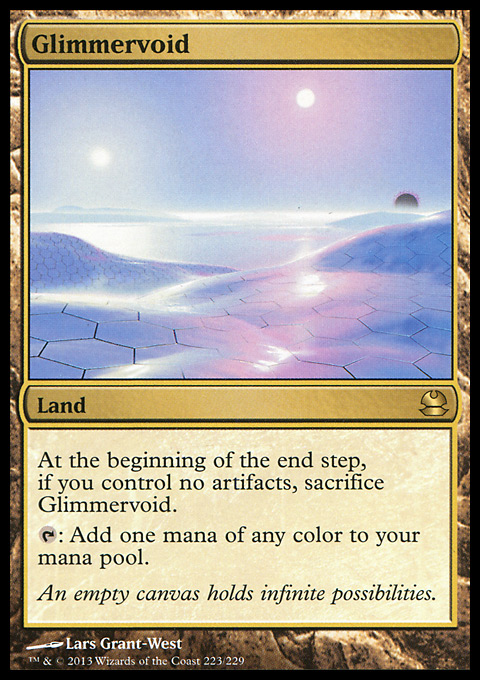 Glimmervoid
Land
At the beginning of the end step,
if you control no artifacts, sacrifice
Glimmervoid.
: Add one mana of any color to your
mana pool.
An empty canvas holds infinite possibilities.
Lars Grant-West
™ & © 2013 Wizards of the Coast 223/229